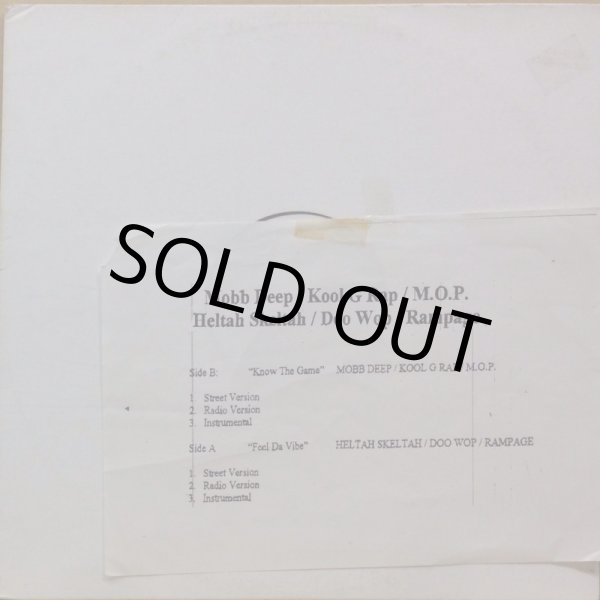 SOLD OUT
Mobb Deep / Kool G Rap / M.O.P.
Heltah Skeltah / Doo Wop / Rampage
Side B: "Know The Game" MOBB DEEP / KOOL G RAP / M.O.P.
1. Street Version
2. Radio Version
3. Instrumental
Side A "Feel Da Vibe" HELTAH SKELTAH / DOO WOP / RAMPAGE
1. Street Version
2. Radio Version
3. Instrumental